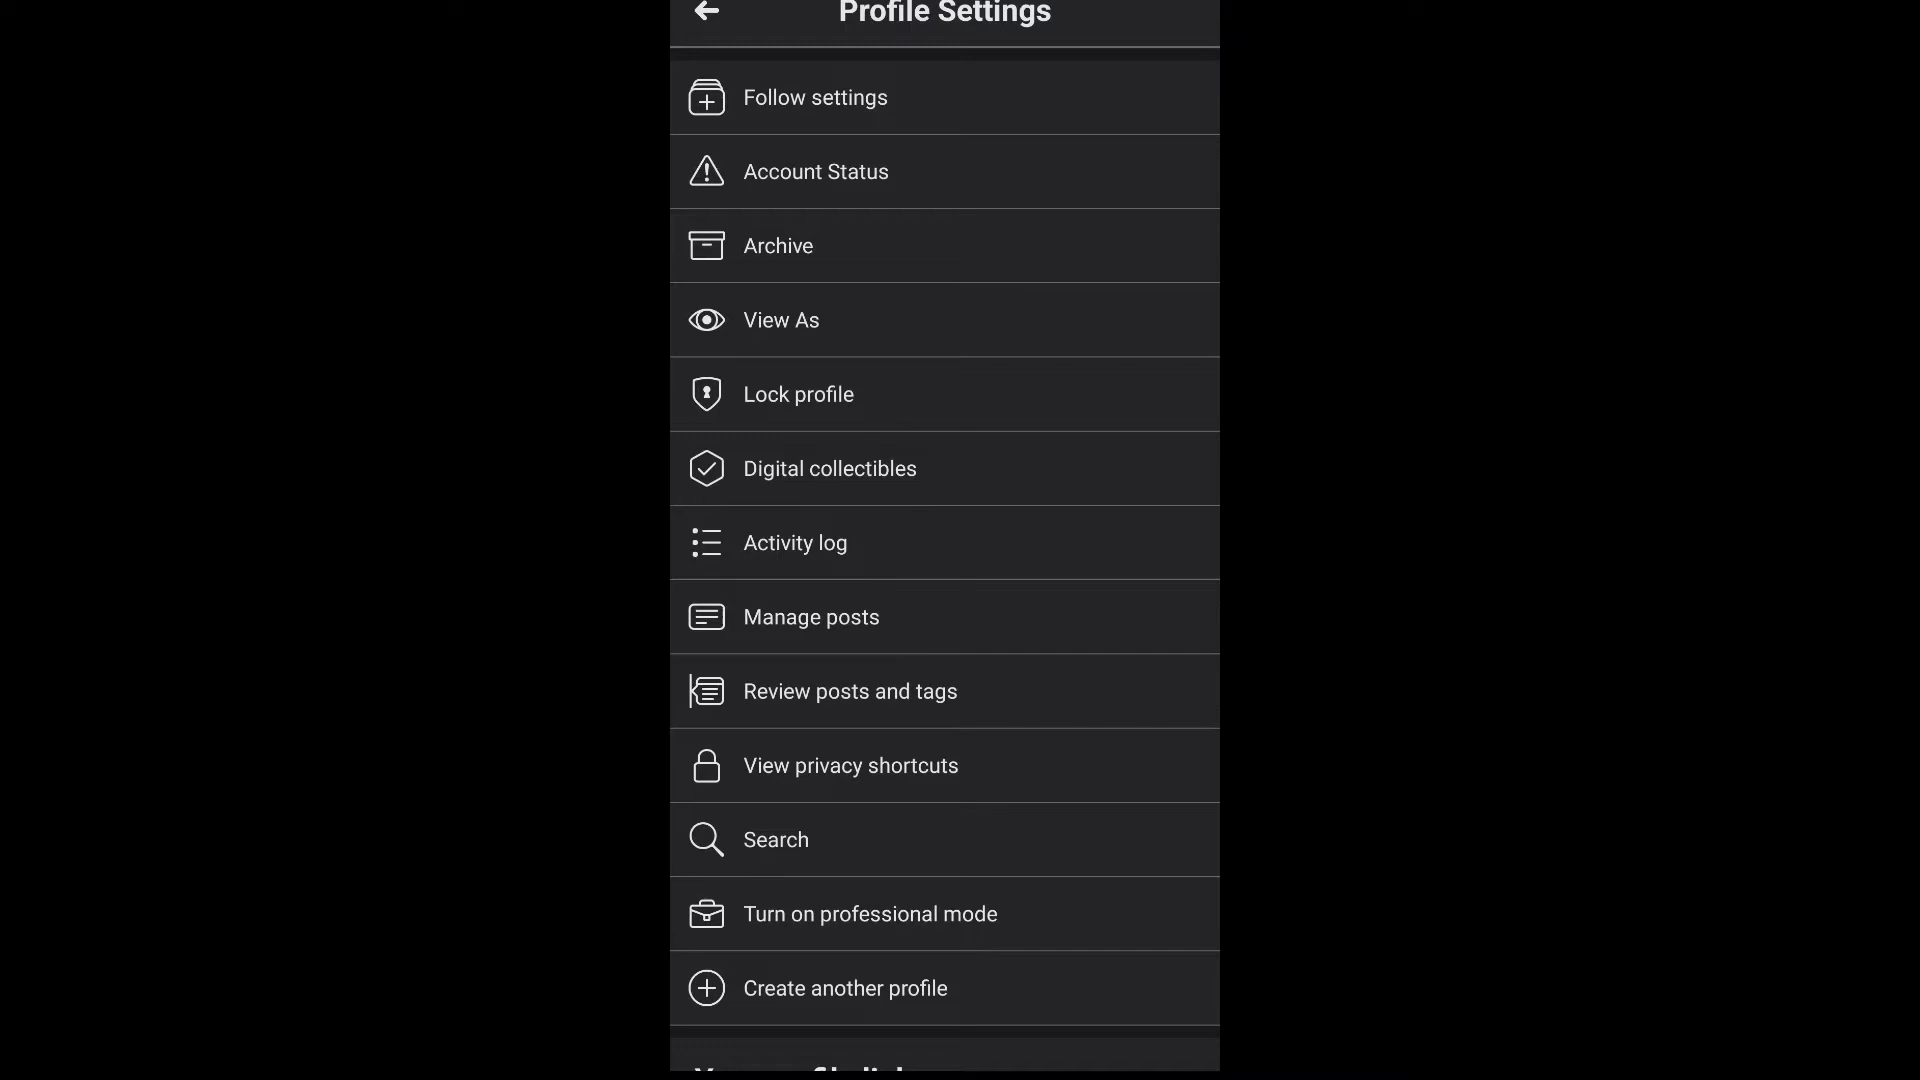 Profile Settings
Follow settings
Account Status
Archive
View As
Lock profile
Digital collectibles
Activity log
Manage posts
Review posts and tags
View privacy shortcuts
Search
Turn on professional mode
Create another profile